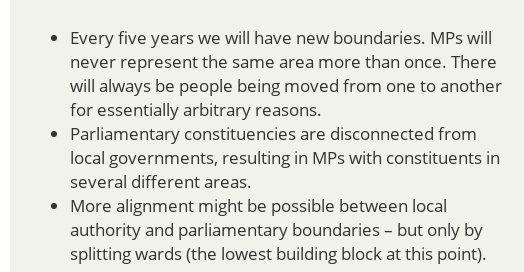 • Every five years we will have new boundaries. MPs will
never represent the same area more than once. There
will always be people being moved from one to another
for essentially arbitrary reasons.
• Parliamentary constituencies are disconnected from
local governments, resulting in MPs with constituents in
several different areas.
• More alignment might be possible between local
authority and parliamentary boundaries – but only by
splitting wards (the lowest building block at this point).